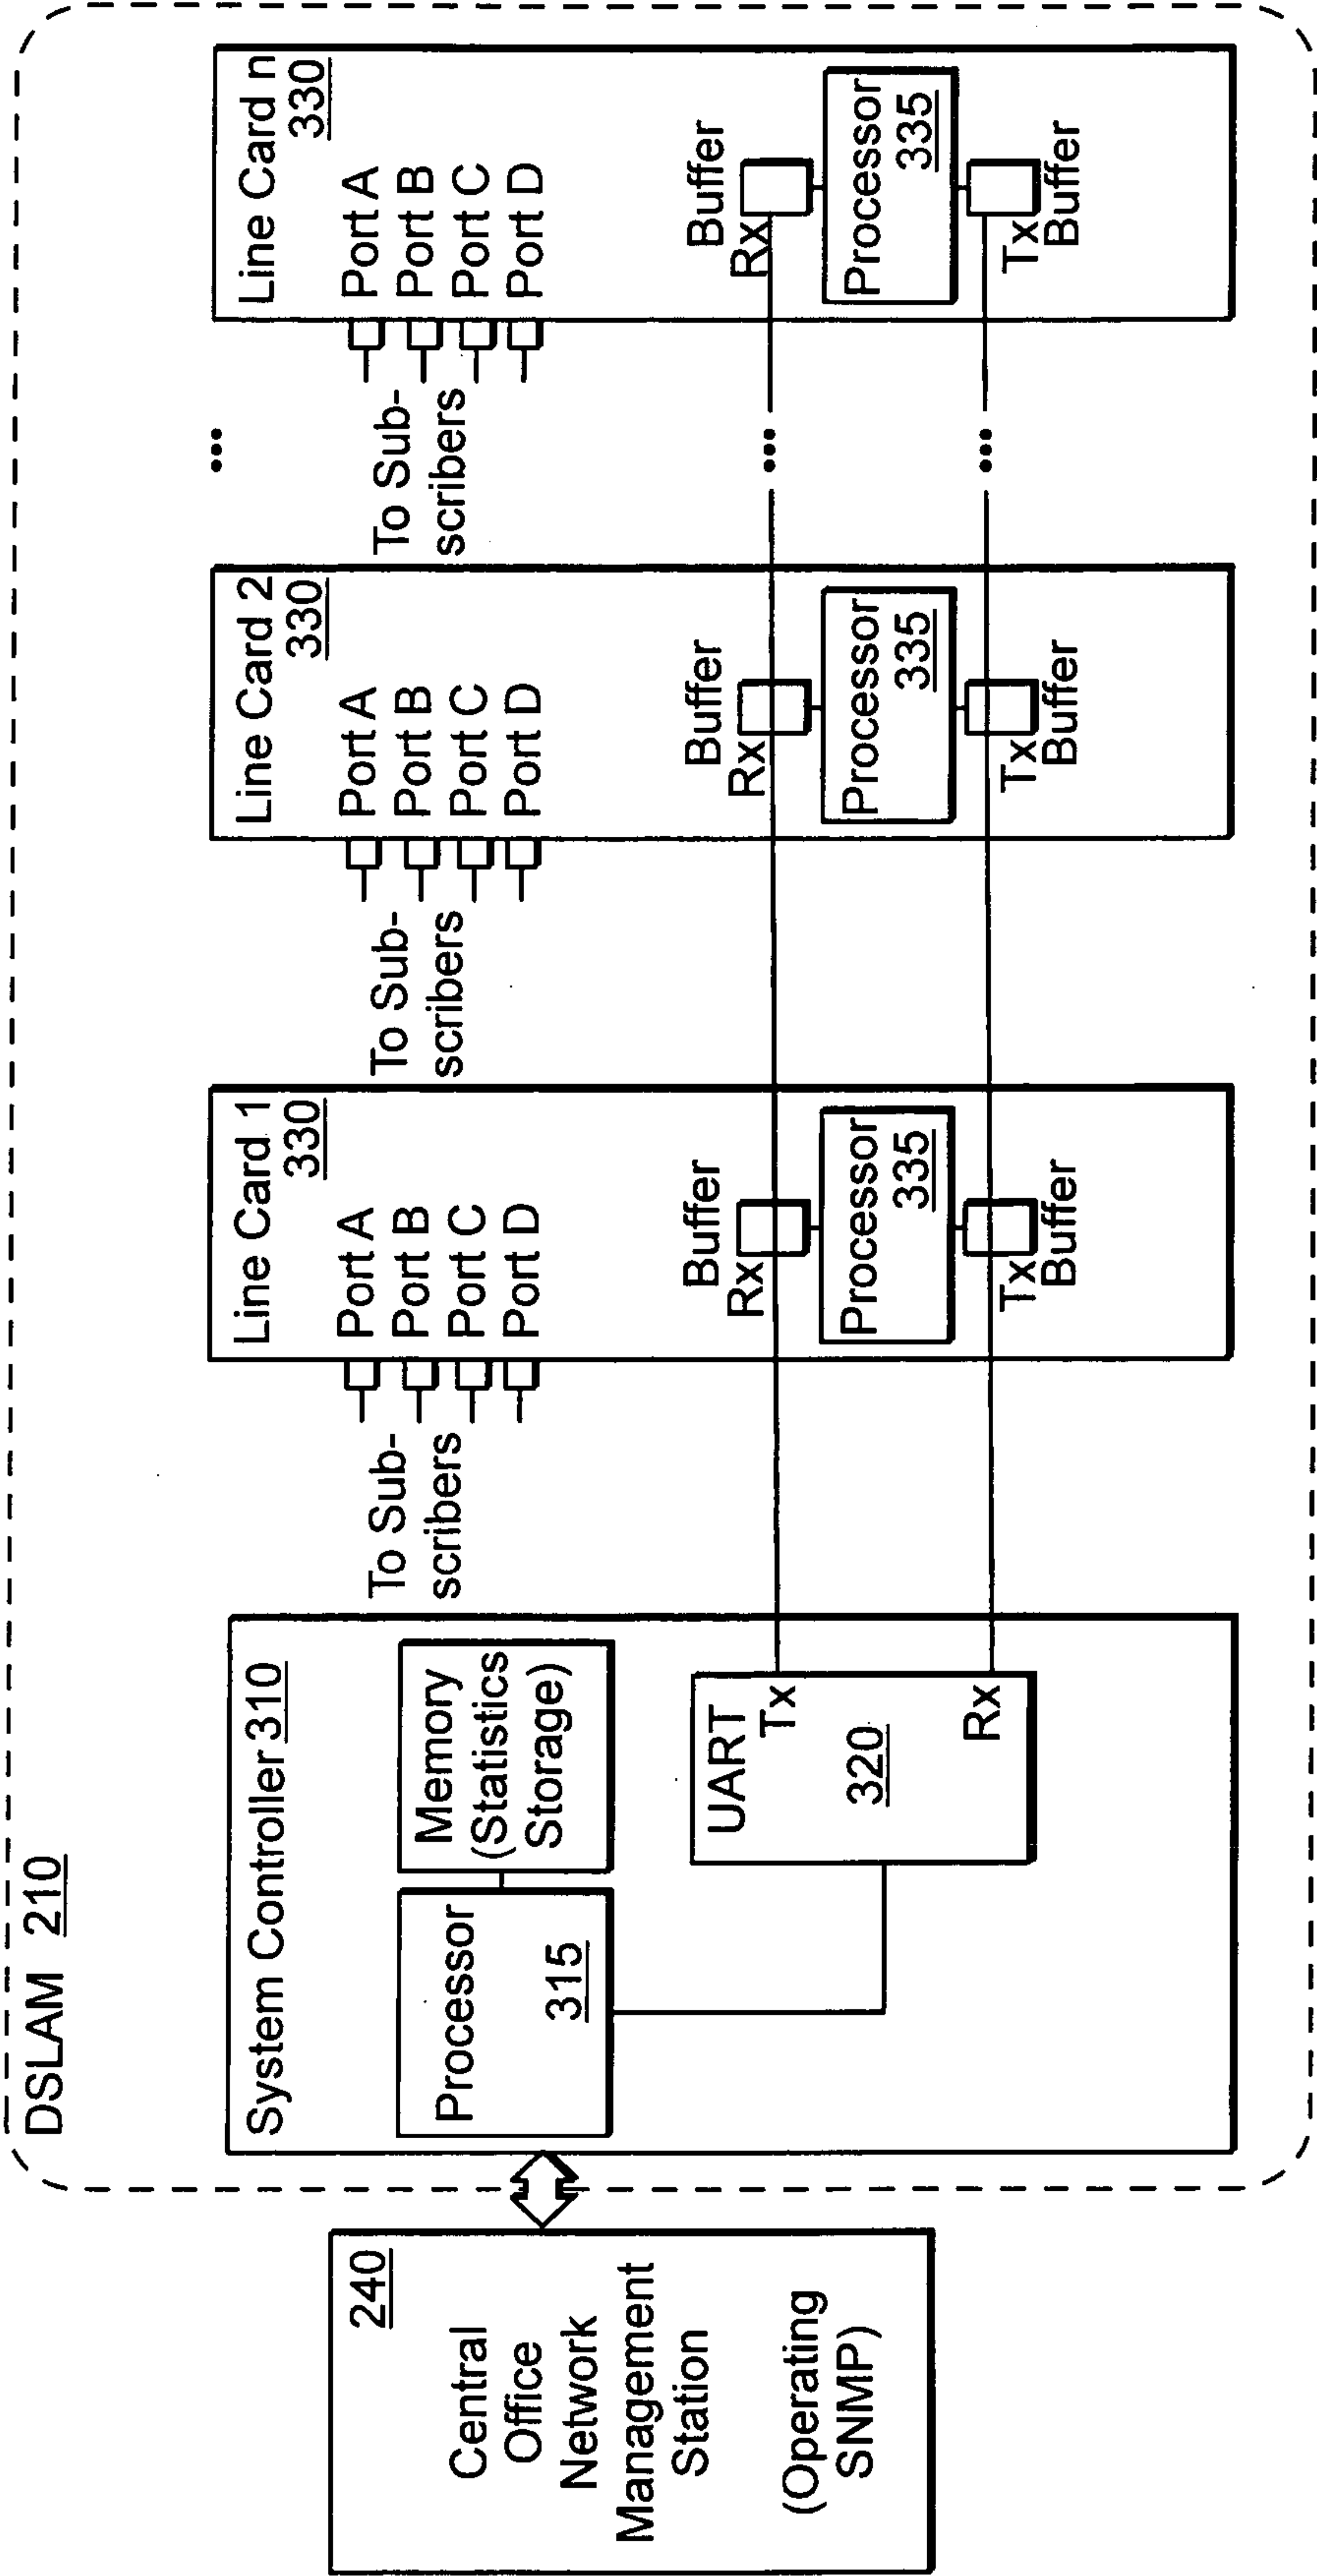 DSLAM 210
240
Central
Office
Network
Management
Station
(Operating
SNMP)
System Controller 310
Processor
315
Memory
(Statistics
Storage)
UART
Tx
320
Rx
To Sub-
scribers
Line Card 1
330
Port A
Port B
Port C
Port D
Buffer
Rx
Processor
335
Tx
Buffer
To Sub-
scribers
Line Card 2
330
Port A
Port B
Port C
Port D
Buffer
Rx
Processor
335
Tx
Buffer
...
To Sub-
scribers
...
...
Line Card n
330
Port A
Port B
Port C
Port D
Buffer
Rx
Processor
335
Tx
Buffer